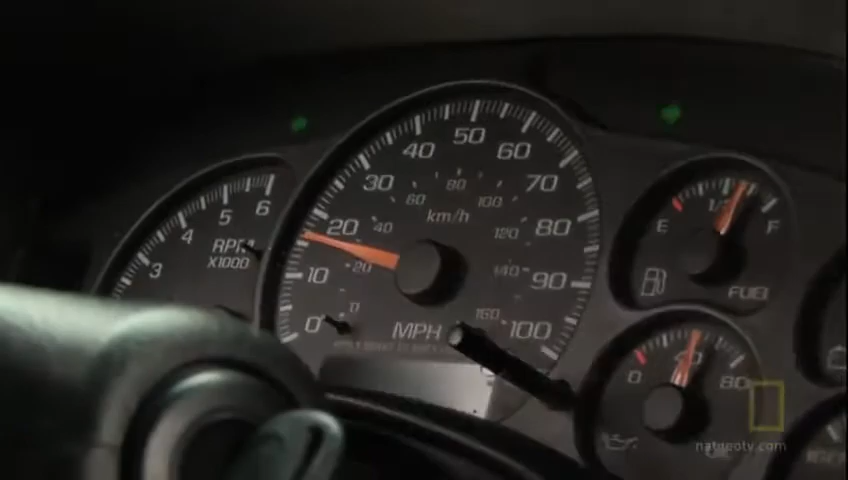 50
40 60
30 80 70
60 100
km/h
6
5
20 40 120 80
4
RPM
X1000
3
10 20 140 90
0 0 160 100
MPH
E 1/2 F
FUEL
0 40 80
natgeotv.com